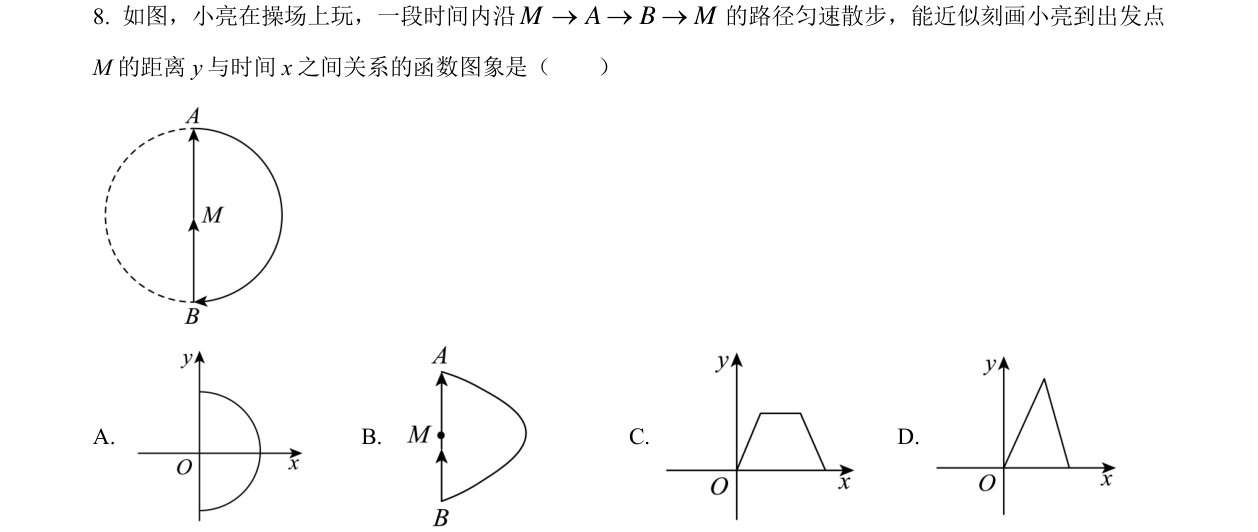 8. 如图，小亮在操场上玩，一段时间内沿 M → A → B → M 的路径匀速散步，能近似刻画小亮到出发点
M 的距离 y 与时间 x 之间关系的函数图象是（　　）
A
M
B
A. y O x
B. A M B
C. y O x
D. y O x